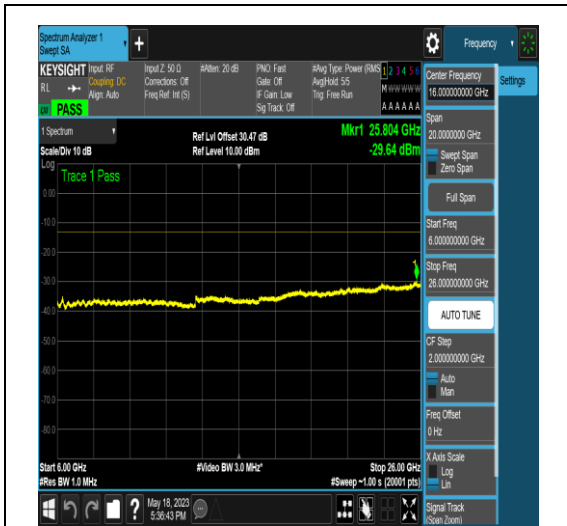 Spectrum Analyzer 1
Swept SA
+
Frequency
KEYSIGHT
RL
PASS
Input: RF
Coupling: DC
Align: Auto
Input Z: 50 Ω
Corrections: Off
Freq Ref: Int (S)
#Atten: 20 dB
PNO: Fast
Gate: Off
IF Gain: Low
Sig Track: Off
#Avg Type: Power (RMS
Avg|Hold: 5/5
Trig: Free Run
1 2 3 4 5 6
M W W W W W
A A A A A A
1 Spectrum
Scale/Div 10 dB
Ref Lvl Offset 30.47 dB
Ref Level 10.00 dBm
Mkr1 25.804 GHz
-29.64 dBm
Log
Trace 1 Pass
0.00
-10.0
-20.0
-30.0
-40.0
-50.0
-60.0
-70.0
-80.0
1
Start 6.00 GHz
#Res BW 1.0 MHz
#Video BW 3.0 MHz*
Stop 26.00 GHz
#Sweep ~1.00 s (20001 pts)
May 18, 2023
5:36:43 PM
Center Frequency
16.000000000 GHz
Span
20.0000000 GHz
Swept Span
Zero Span
Full Span
Start Freq
6.000000000 GHz
Stop Freq
26.000000000 GHz
AUTO TUNE
CF Step
2.000000000 GHz
Auto
Man
Freq Offset
0 Hz
X Axis Scale
Log
Lin
Signal Track
(Span Zoom)
Settings